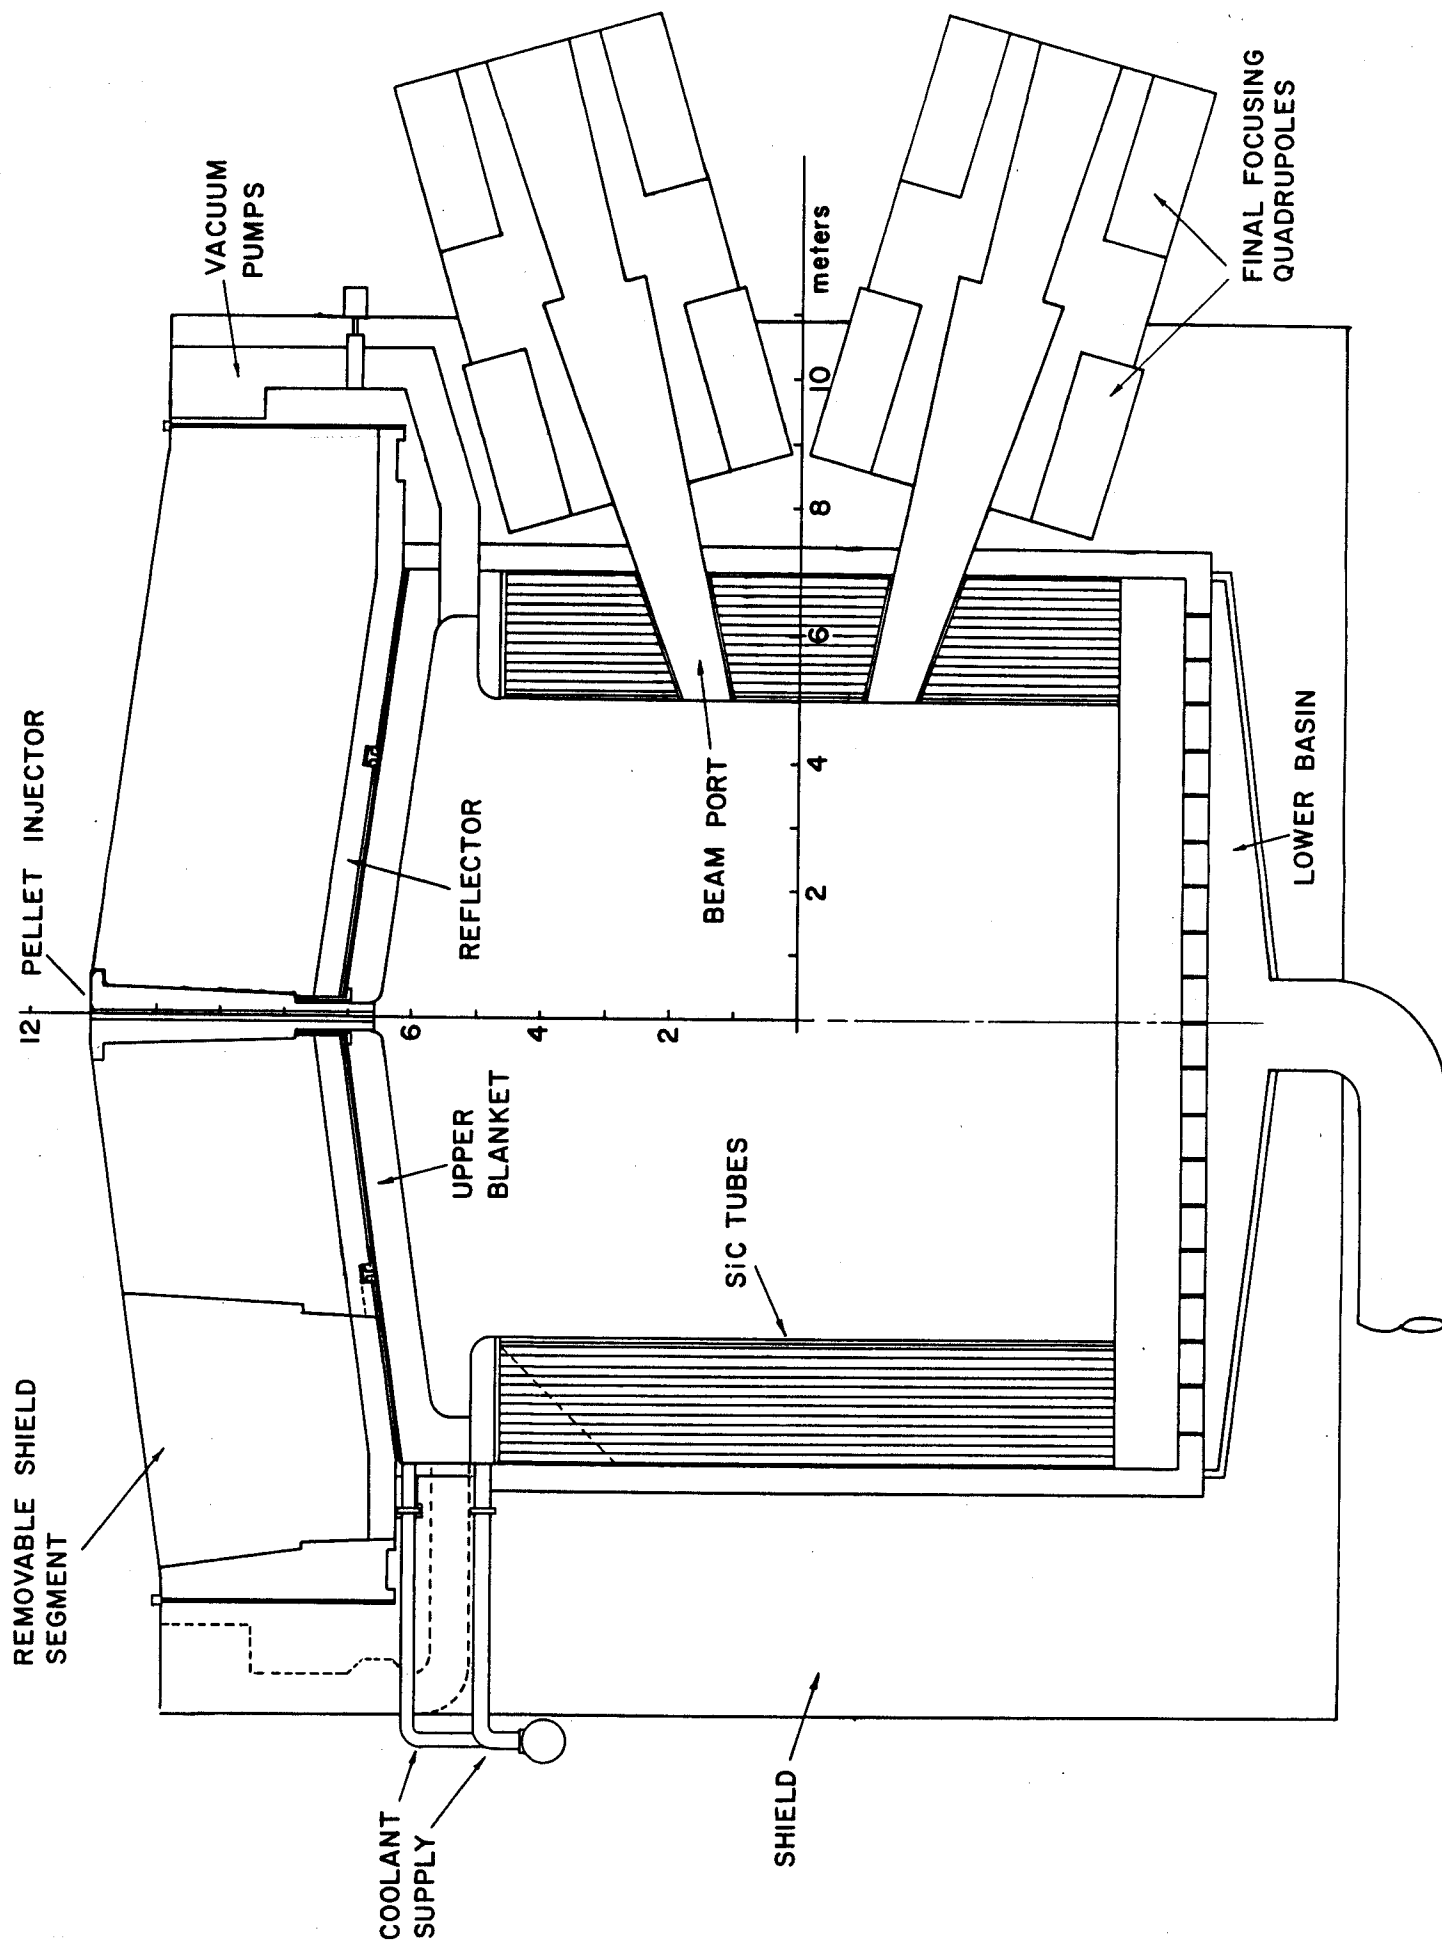 REMOVABLE SHIELD
SEGMENT
12
PELLET INJECTOR
VACUUM
PUMPS
COOLANT
SUPPLY
UPPER
BLANKET
REFLECTOR
6
4
2
SiC TUBES
BEAM PORT
2
4
6
8
10
meters
SHIELD
LOWER BASIN
FINAL FOCUSING
QUADRUPOLES